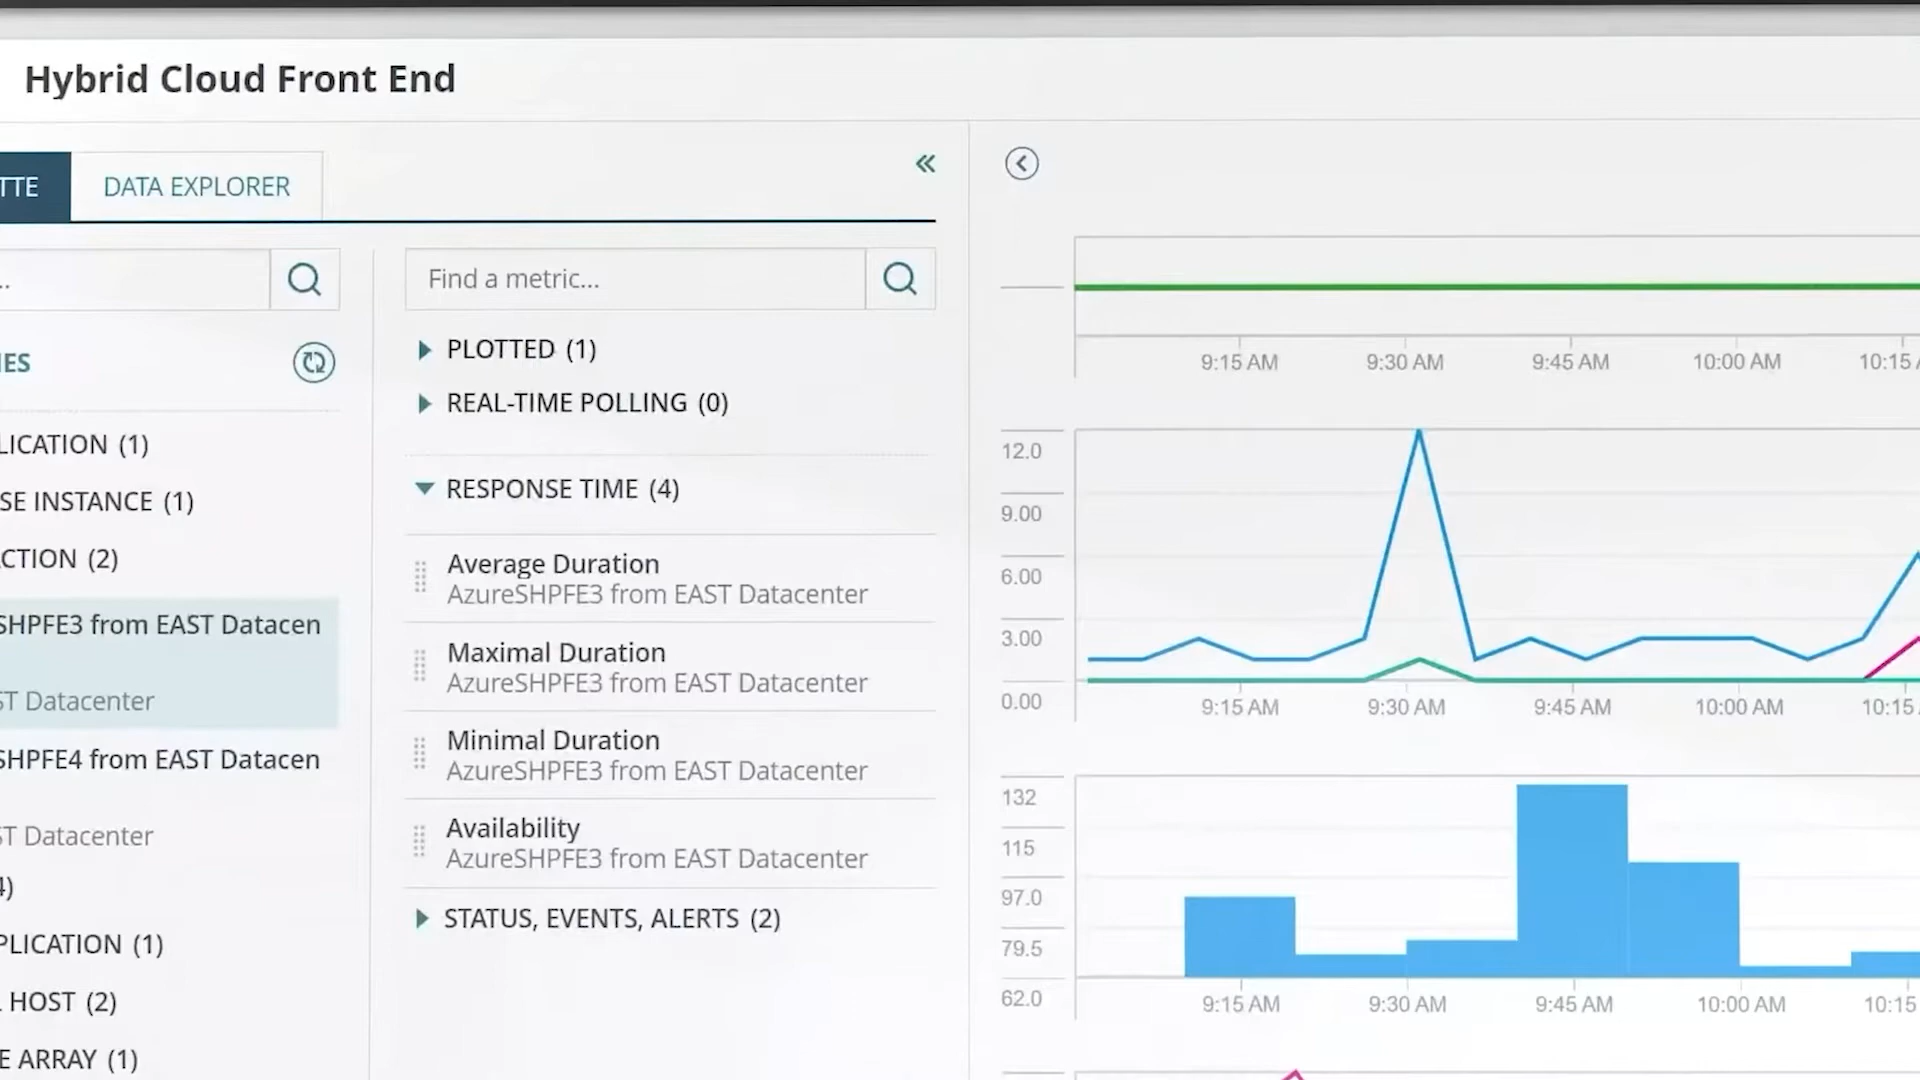 Hybrid Cloud Front End
TTE
DATA EXPLORER
..
Find a metric...
IES
LICATION (1)
SE INSTANCE (1)
CTION (2)
SHPFE3 from EAST Datacen
ST Datacenter
SHPFE4 from EAST Datacen
ST Datacenter
4)
PLICATION (1)
HOST (2)
E ARRAY (1)
PLOTTED (1)
REAL-TIME POLLING (0)
RESPONSE TIME (4)
Average Duration
AzureSHPFE3 from EAST Datacenter
Maximal Duration
AzureSHPFE3 from EAST Datacenter
Minimal Duration
AzureSHPFE3 from EAST Datacenter
Availability
AzureSHPFE3 from EAST Datacenter
STATUS, EVENTS, ALERTS (2)
9:15 AM 9:30 AM 9:45 AM 10:00 AM 10:15 A
12.0
9.00
6.00
3.00
0.00
9:15 AM 9:30 AM 9:45 AM 10:00 AM 10:15
132
115
97.0
79.5
62.0
9:15 AM 9:30 AM 9:45 AM 10:00 AM 10:15